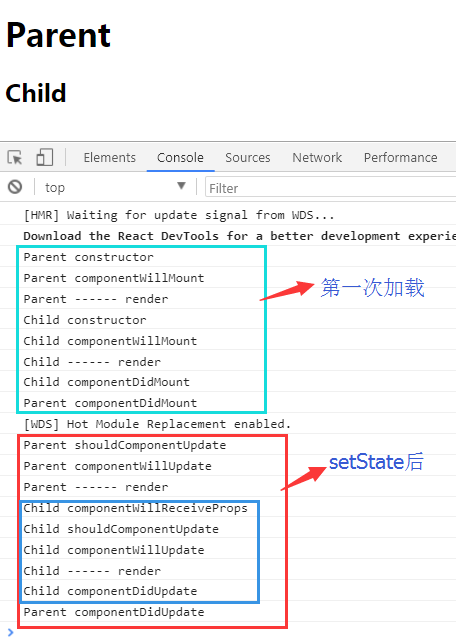 Parent
Child
Elements Console Sources Network Performance
top Filter
[HMR] Waiting for update signal from WDS...
Download the React DevTools for a better development experie
Parent constructor
Parent componentWillMount
Parent ------ render
第一次加载
Child constructor
Child componentWillMount
Child ------ render
Child componentDidMount
Parent componentDidMount
[WDS] Hot Module Replacement enabled.
Parent shouldComponentUpdate
Parent componentWillUpdate
setState后
Parent ------ render
Child componentWillReceiveProps
Child shouldComponentUpdate
Child componentWillUpdate
Child ------ render
Child componentDidUpdate
Parent componentDidUpdate